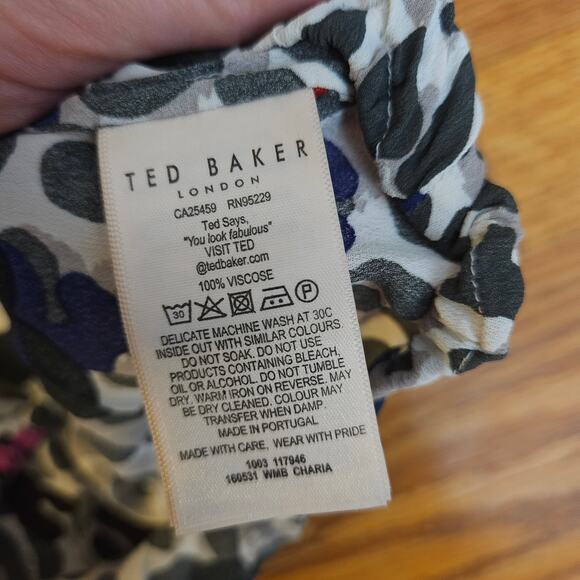 TED BAKER
LONDON
CA25459 RN95229
Ted Says,
"You look fabulous"
VISIT TED
@tedbaker.com
100% VISCOSE
30 P
DELICATE MACHINE WASH AT 30C
INSIDE OUT WITH SIMILAR COLOURS.
DO NOT SOAK. DO NOT USE
PRODUCTS CONTAINING BLEACH,
OIL OR ALCOHOL. DO NOT TUMBLE
DRY. WARM IRON ON REVERSE. MAY
BE DRY CLEANED. COLOUR MAY
TRANSFER WHEN DAMP.
MADE IN PORTUGAL
MADE WITH CARE, WEAR WITH PRIDE
1003 117946
160531 WMB CHARIA